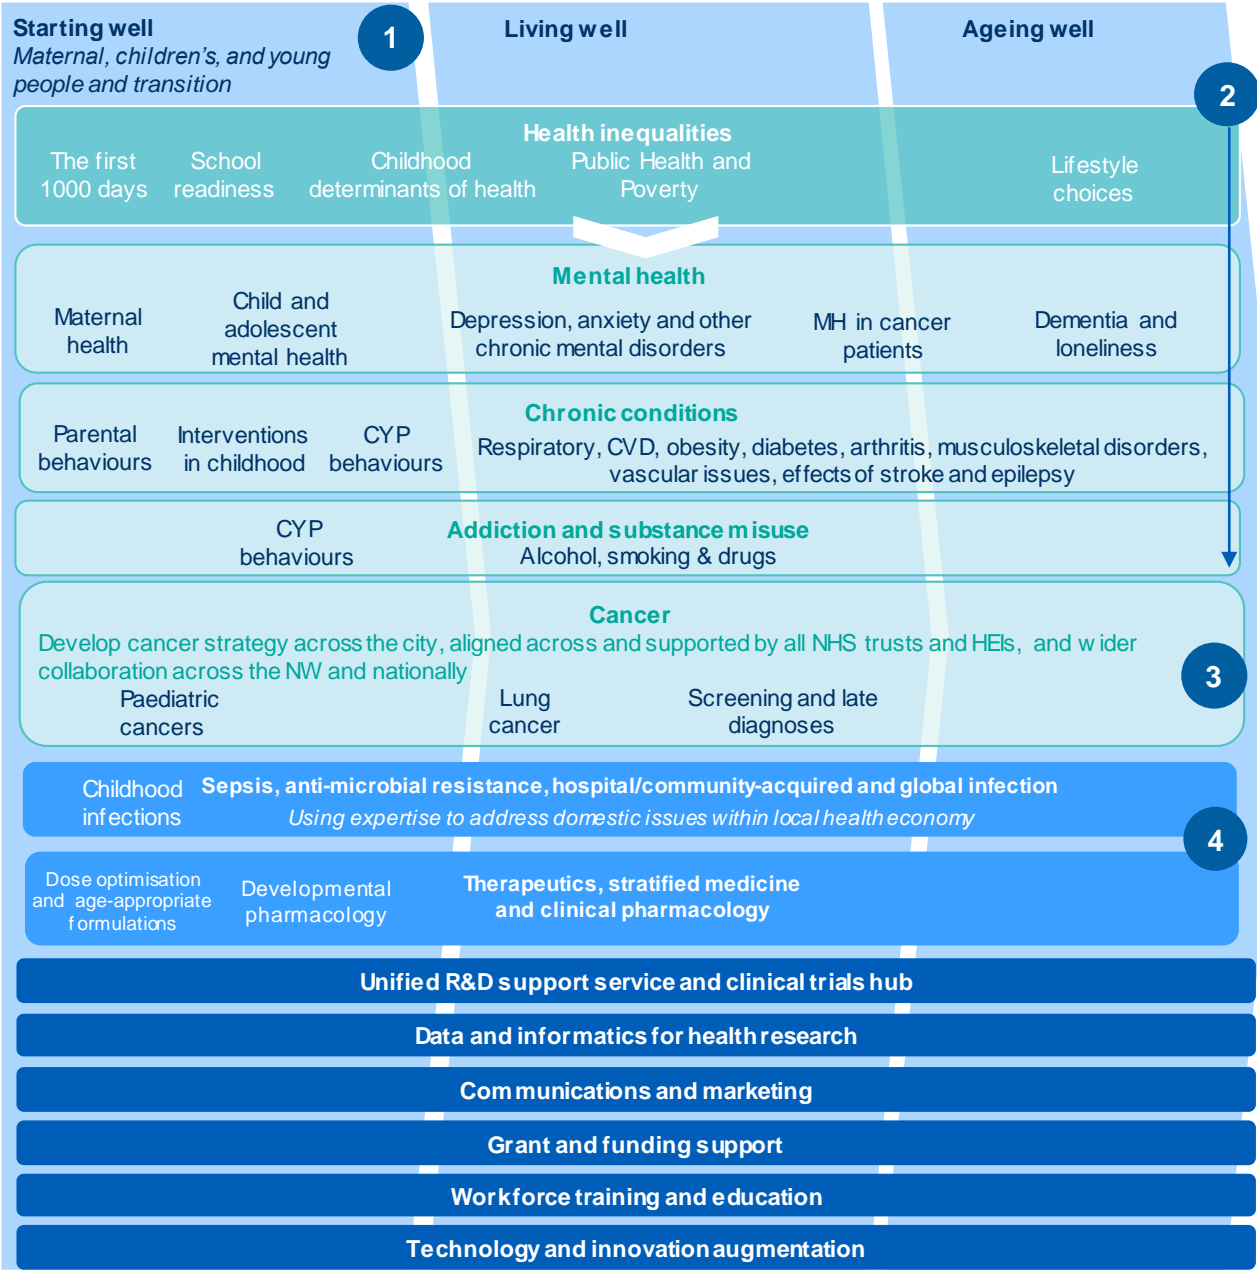 Starting well
Maternal, children's, and young
people and transition
1
Living well
Ageing well
2
Health inequalities
The first
1000 days
School
readiness
Childhood
determinants of health
Public Health and
Poverty
Lifestyle
choices
Mental health
Maternal
health
Child and
adolescent
mental health
Depression, anxiety and other
chronic mental disorders
MH in cancer
patients
Dementia and
loneliness
Chronic conditions
Parental
behaviours
Interventions
in childhood
CYP
behaviours
Respiratory, CVD, obesity, diabetes, arthritis, musculoskeletal disorders,
vascular issues, effects of stroke and epilepsy
CYP
behaviours
Addiction and substance misuse
Alcohol, smoking & drugs
Cancer
Develop cancer strategy across the city, aligned across and supported by all NHS trusts and HEIs, and wider
collaboration across the NW and nationally
3
Paediatric
cancers
Lung
cancer
Screening and late
diagnoses
Childhood
infections
Sepsis, anti-microbial resistance, hospital/community-acquired and global infection
Using expertise to address domestic issues within local health economy
4
Dose optimisation
and age-appropriate
formulations
Developmental
pharmacology
Therapeutics, stratified medicine
and clinical pharmacology
Unified R&D support service and clinical trials hub
Data and informatics for health research
Communications and marketing
Grant and funding support
Workforce training and education
Technology and innovation augmentation